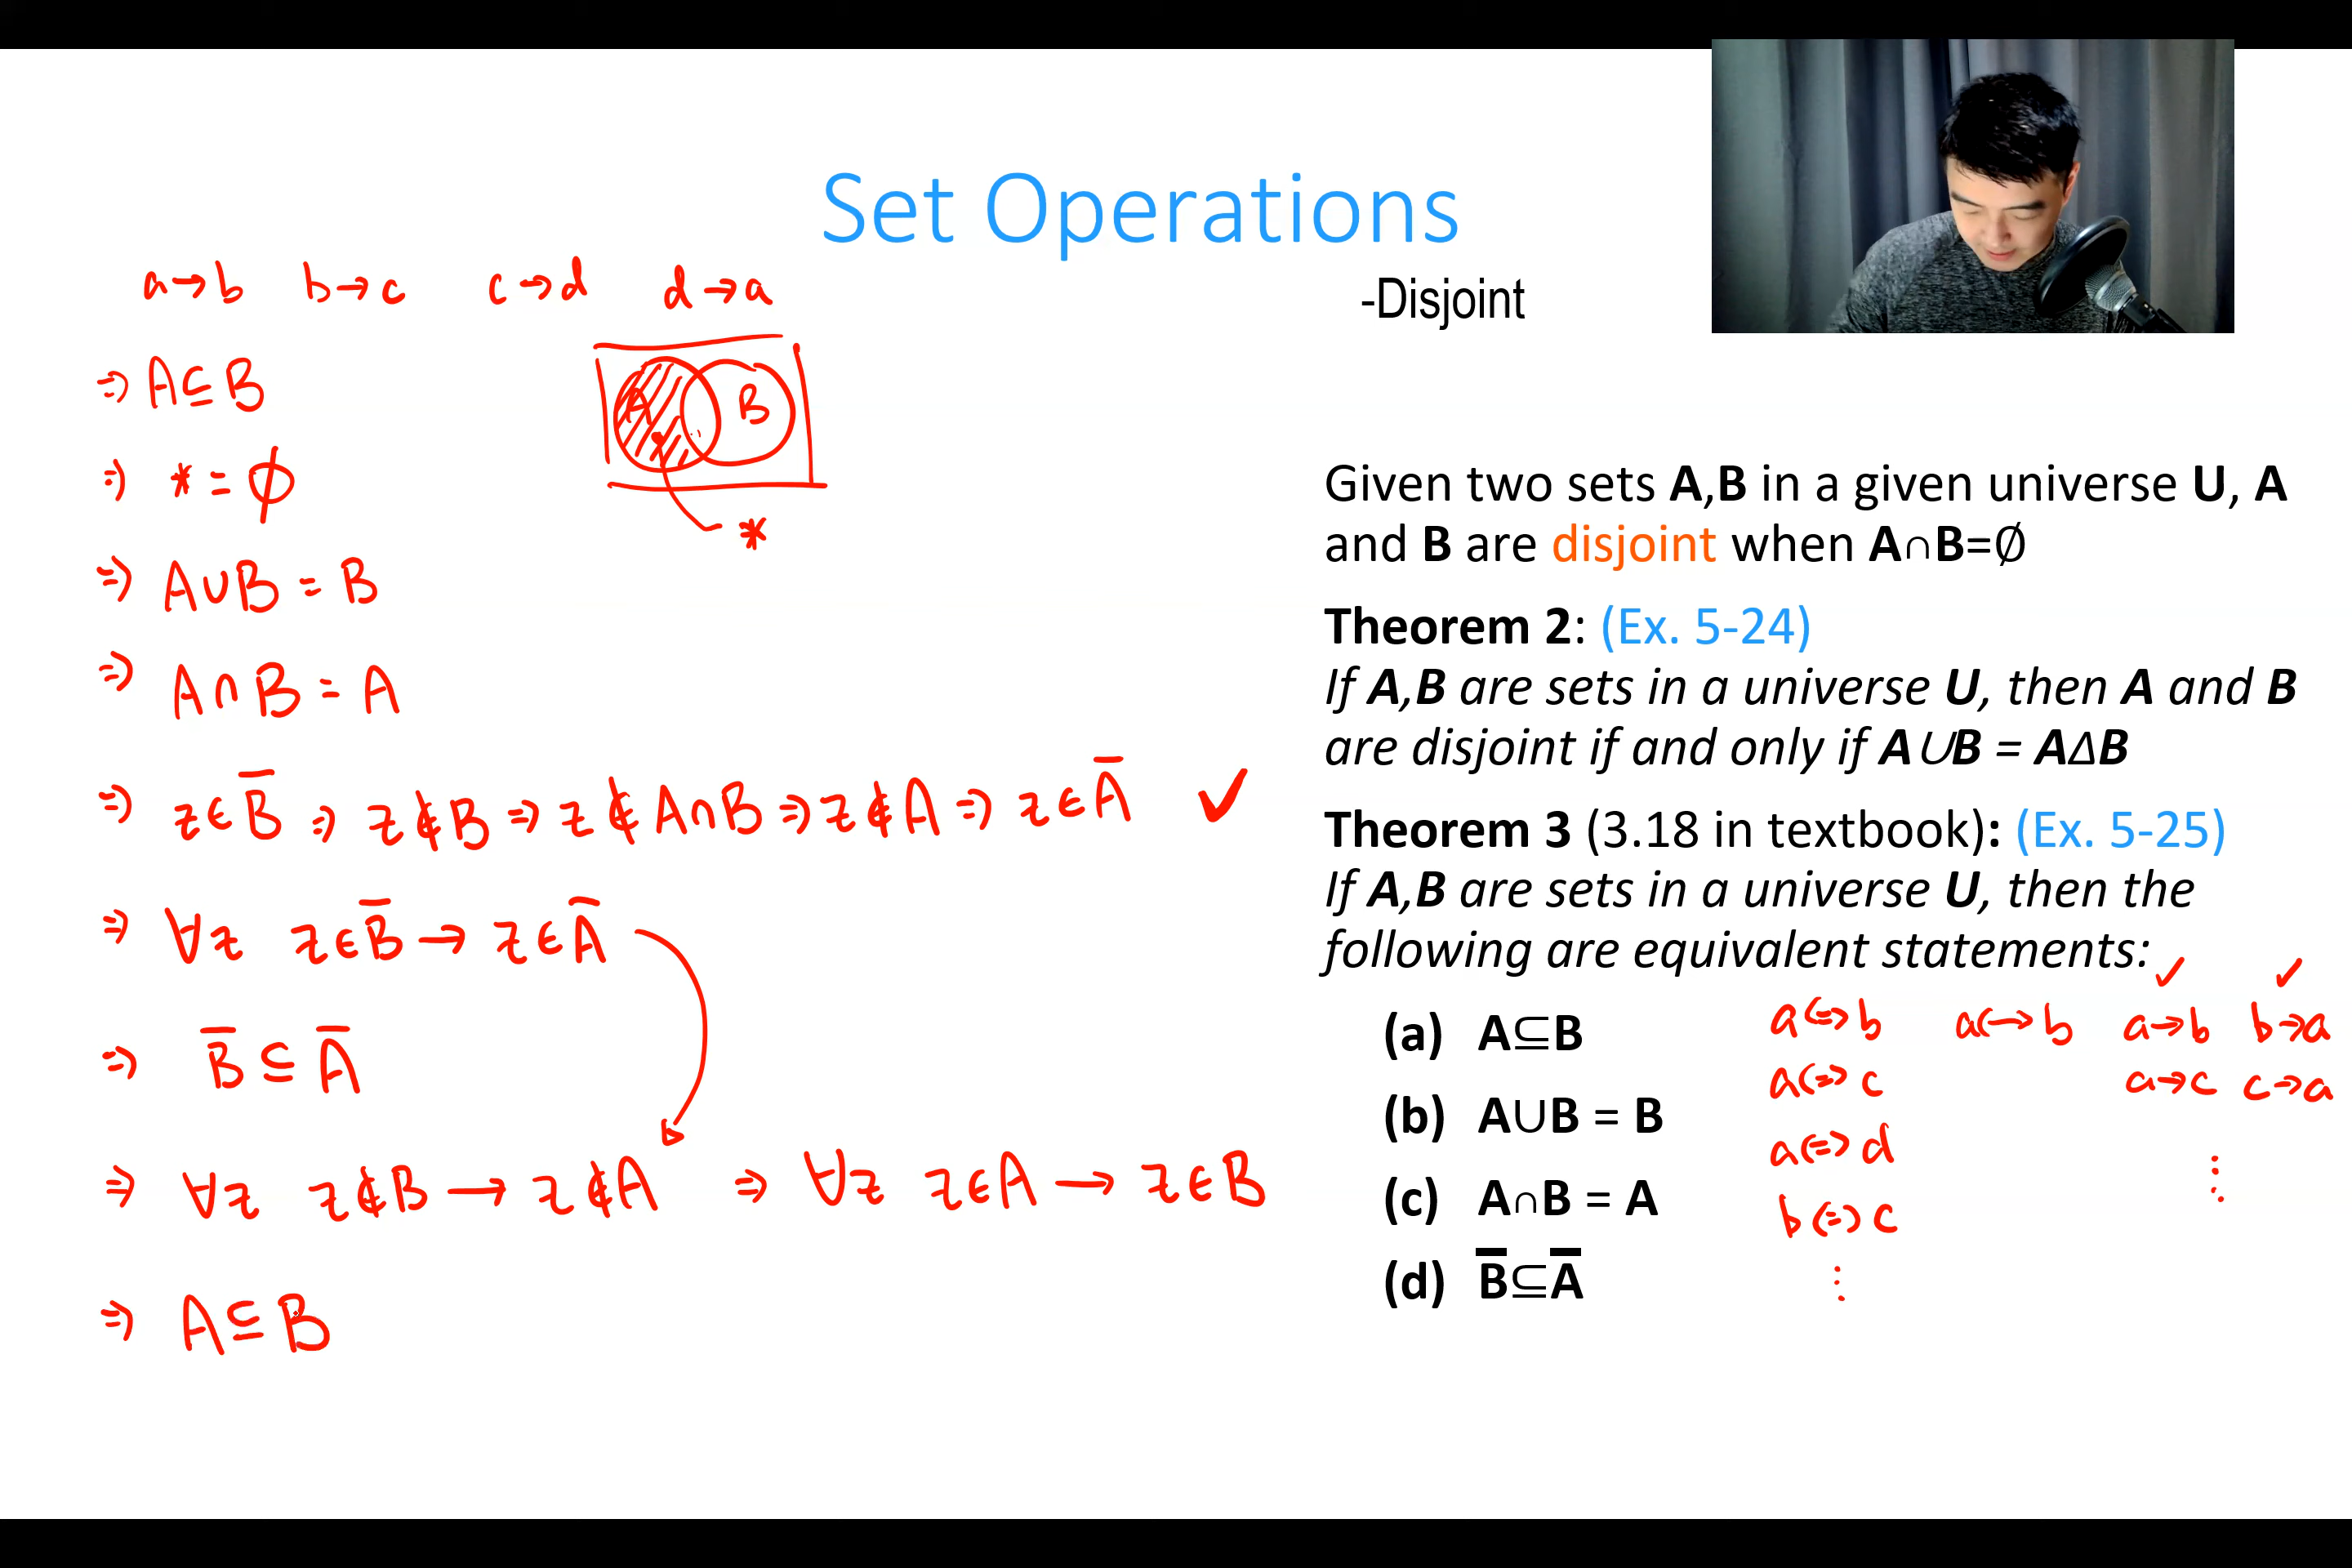 Set Operations
-Disjoint
a→b b→c c→d d→a
⇒ A⊆B
⇒ * = ∅
⇒ A∪B = B
⇒ A∩B = A
⇒ z∈B̅ ⇒ z∉B ⇒ z∉A∩B ⇒ z∉A ⇒ z∈A̅ ✓
⇒ ∀z z∈B̅ → z∈A̅
⇒ B̅ ⊆ A̅
⇒ ∀z z∉B → z∉A ⇒ ∀z z∈A → z∈B
⇒ A⊆B
A B
*
Given two sets A,B in a given universe U, A
and B are disjoint when A∩B=∅
Theorem 2: (Ex. 5-24)
If A,B are sets in a universe U, then A and B
are disjoint if and only if A∪B = AΔB
Theorem 3 (3.18 in textbook): (Ex. 5-25)
If A,B are sets in a universe U, then the
following are equivalent statements:
✓ ✓
(a) A⊆B
(b) A∪B = B
(c) A∩B = A
(d) B̅⊆A̅
a⇔b a↔b a→b b→a
a⇔c a→c c→a
a⇔d ⋮
b⇔c
⋮